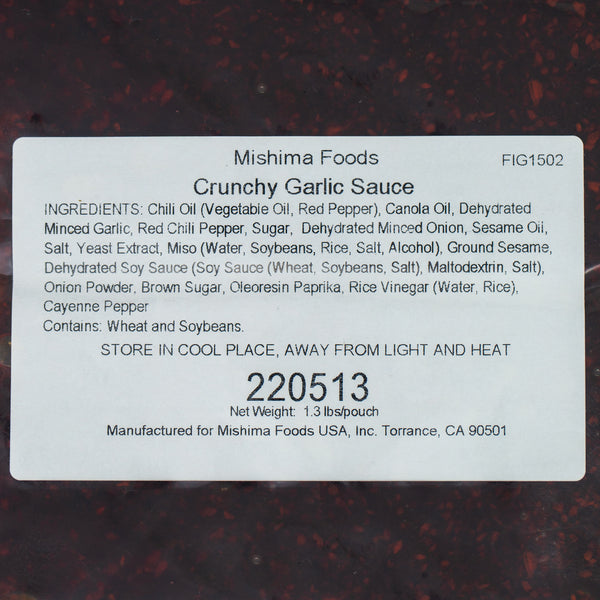 Mishima Foods
FIG1502
Crunchy Garlic Sauce
INGREDIENTS: Chili Oil (Vegetable Oil, Red Pepper), Canola Oil, Dehydrated
Minced Garlic, Red Chili Pepper, Sugar, Dehydrated Minced Onion, Sesame Oil,
Salt, Yeast Extract, Miso (Water, Soybeans, Rice, Salt, Alcohol), Ground Sesame,
Dehydrated Soy Sauce (Soy Sauce (Wheat, Soybeans, Salt), Maltodextrin, Salt),
Onion Powder, Brown Sugar, Oleoresin Paprika, Rice Vinegar (Water, Rice),
Cayenne Pepper
Contains: Wheat and Soybeans.
STORE IN COOL PLACE, AWAY FROM LIGHT AND HEAT
220513
Net Weight: 1.3 lbs/pouch
Manufactured for Mishima Foods USA, Inc. Torrance, CA 90501